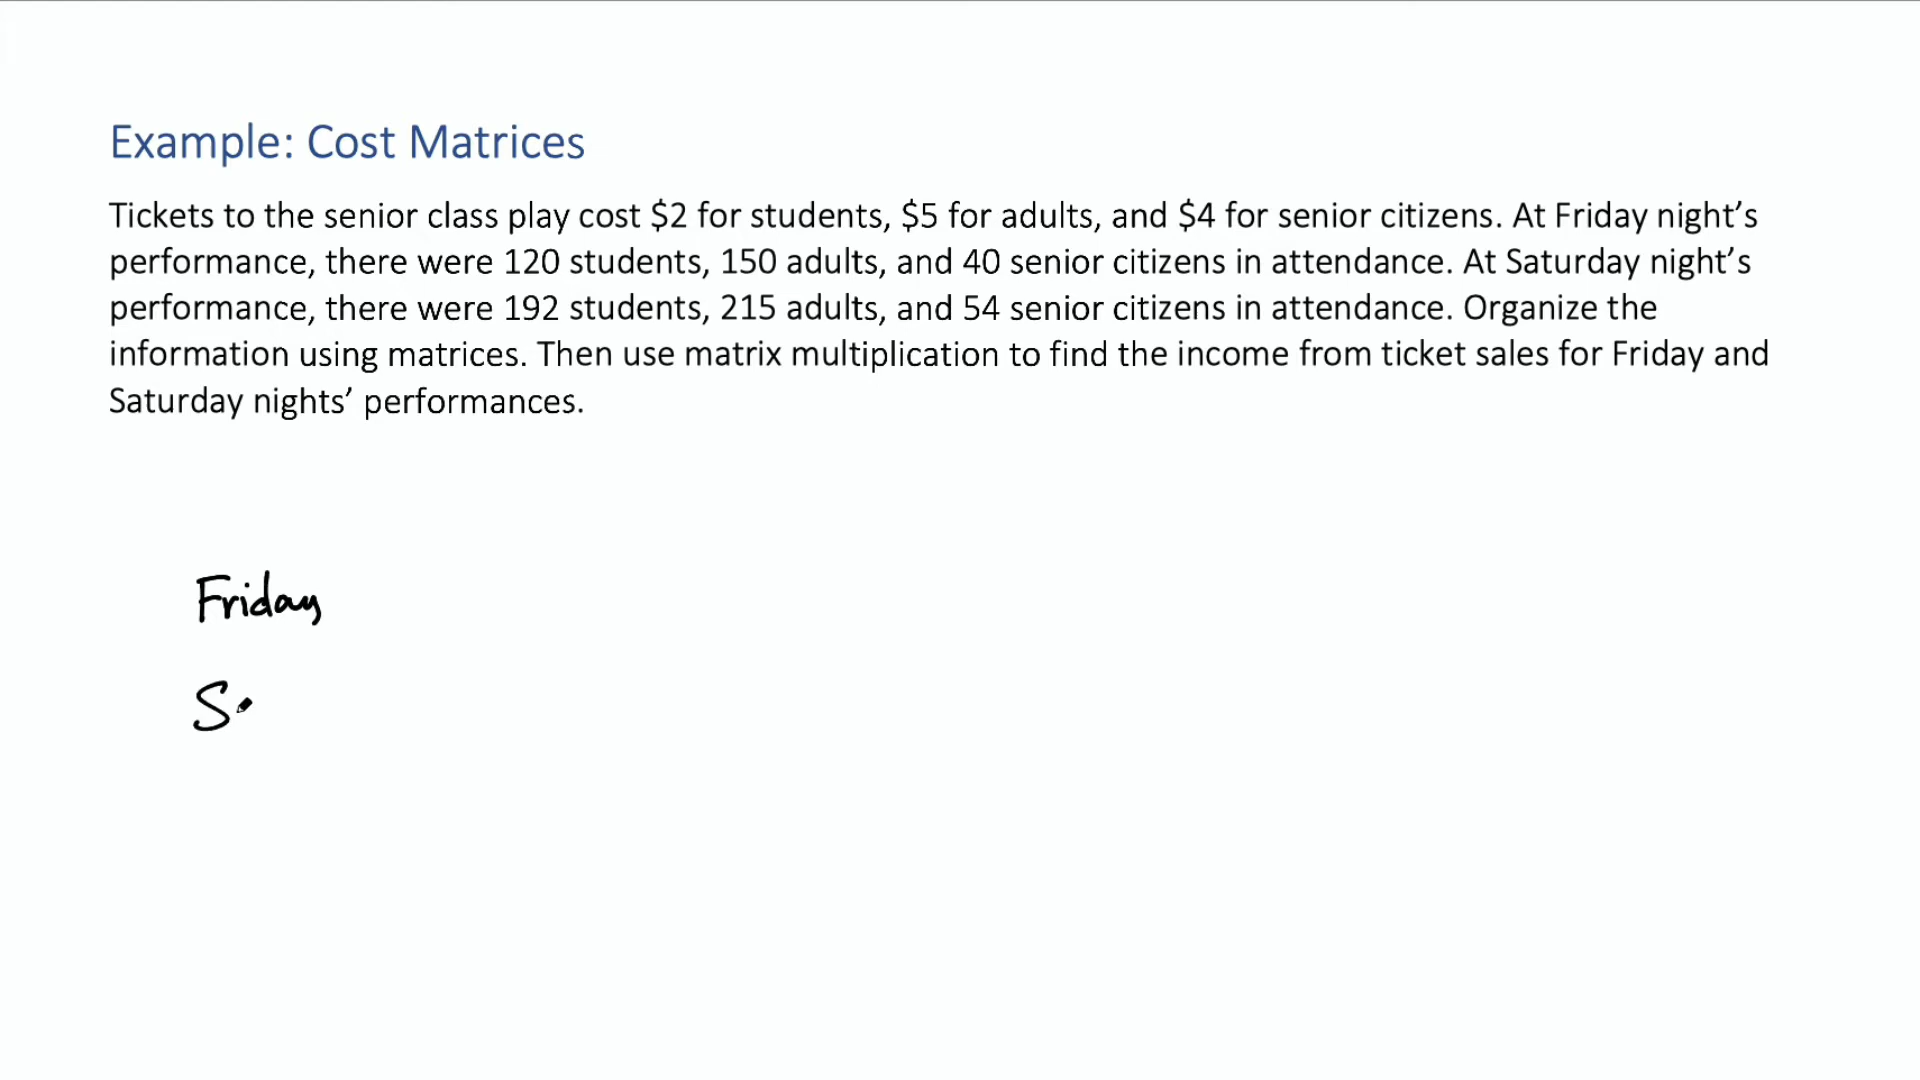 Example: Cost Matrices
Tickets to the senior class play cost $2 for students, $5 for adults, and $4 for senior citizens. At Friday night’s
performance, there were 120 students, 150 adults, and 40 senior citizens in attendance. At Saturday night’s
performance, there were 192 students, 215 adults, and 54 senior citizens in attendance. Organize the
information using matrices. Then use matrix multiplication to find the income from ticket sales for Friday and
Saturday nights’ performances.
Friday
S